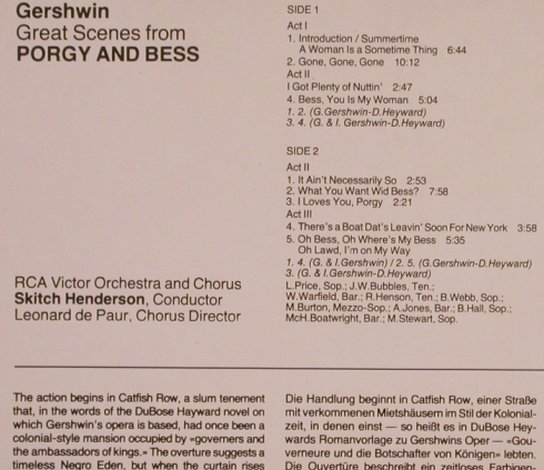 Gershwin
Great Scenes from
PORGY AND BESS
RCA Victor Orchestra and Chorus
Skitch Henderson, Conductor
Leonard de Paur, Chorus Director
SIDE 1
Act I
1. Introduction / Summertime
A Woman Is a Sometime Thing 6:44
2. Gone, Gone, Gone 10:12
Act II
I Got Plenty of Nuttin' 2:47
4. Bess, You Is My Woman 5:04
1. 2. (G.Gershwin-D.Heyward)
3. 4. (G. & I. Gershwin-D.Heyward)
SIDE 2
Act II
1. It Ain't Necessarily So 2:53
2. What You Want Wid Bess? 7:58
3. I Loves You, Porgy 2:21
Act III
4. There's a Boat Dat's Leavin' Soon For New York 3:58
5. Oh Bess, Oh Where's My Bess 5:35
Oh Lawd, I'm on My Way
1. 4. (G. & I.Gershwin) / 2. 5. (G.Gershwin-D.Heyward)
3. (G. & I.Gershwin-D.Heyward)
L.Price, Sop.; J.W.Bubbles, Ten.;
W.Warfield, Bar.; R.Henson, Ten.; B.Webb, Sop.;
M.Burton, Mezzo-Sop.; A.Jones, Bar.; B.Hall, Sop.;
McH.Boatwright, Bar.; M.Stewart, Sop.
The action begins in Catfish Row, a slum tenement
that, in the words of the DuBose Hayward novel on
which Gershwin's opera is based, had once been a
colonial-style mansion occupied by «governors and
the ambassadors of kings.» The overture suggests a
timeless Negro Eden, but when the curtain rises
Die Handlung beginnt in Catfish Row, einer Straße
mit verkommenen Mietshäusern im Stil der Kolonial-
zeit, in denen einst — so heißt es in DuBose Hey-
wards Romanvorlage zu Gershwins Oper — «Gou-
verneure und die Botschafter von Königen» lebten.
Die Ouvertüre beschreibt ein zeitloses Farbigen-